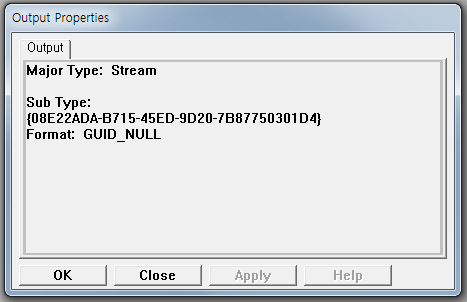 Output Properties
Output
Major Type:  Stream
Sub Type:
{08E22ADA-B715-45ED-9D20-7B87750301D4}
Format:  GUID_NULL
OK
Close
Apply
Help